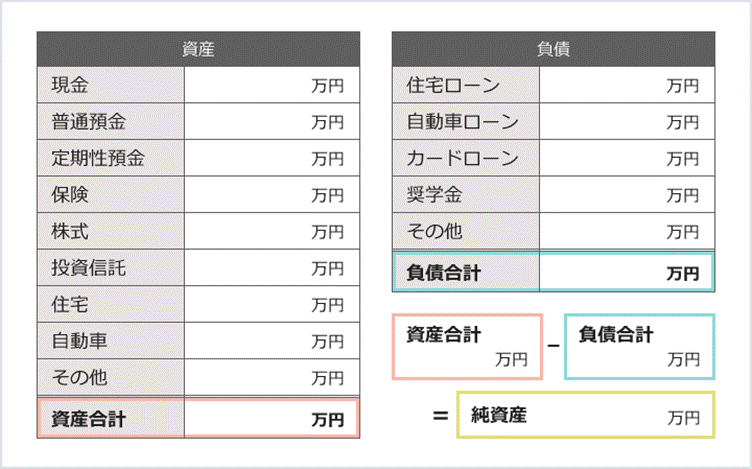 資産
現金 万円
普通預金 万円
定期性預金 万円
保険 万円
株式 万円
投資信託 万円
住宅 万円
自動車 万円
その他 万円
資産合計 万円
負債
住宅ローン 万円
自動車ローン 万円
カードローン 万円
奨学金 万円
その他 万円
負債合計 万円
資産合計 万円 − 負債合計 万円
= 純資産 万円